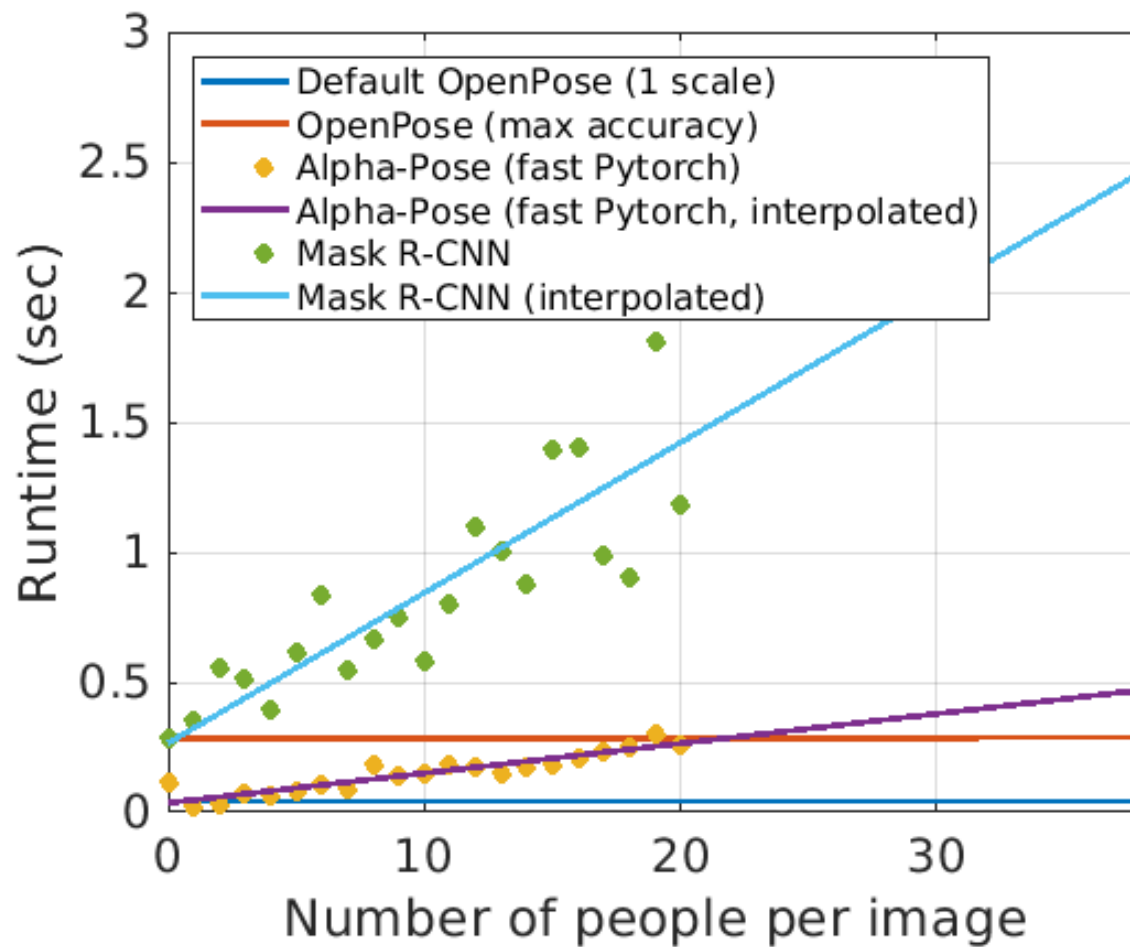 3
2.5
2
1.5
1
0.5
0
Runtime (sec)
Default OpenPose (1 scale)
OpenPose (max accuracy)
Alpha-Pose (fast Pytorch)
Alpha-Pose (fast Pytorch, interpolated)
Mask R-CNN
Mask R-CNN (interpolated)
0 10 20 30
Number of people per image